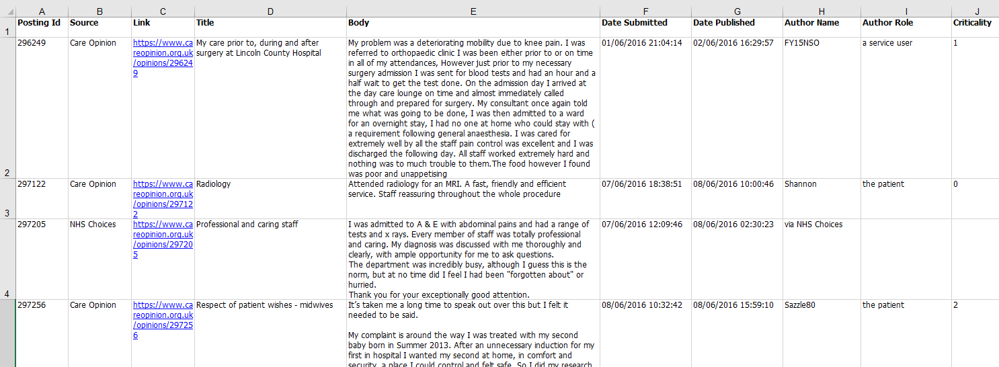 A B C D E F G H I J
1 Posting Id Source Link Title Body Date Submitted Date Published Author Name Author Role Criticality
296249 Care Opinion https://www.ca My care prior to, during and after My problem was a deteriorating mobility due to knee pain. I was 01/06/2016 21:04:14 02/06/2016 16:29:57 FY15NSO a service user 1
reopinion.org.uk surgery at Lincoln County Hospital referred to orthopaedic clinic I was been either prior to or on time
/opinions/29624 in all of my attendances, However just prior to my necessary
9 surgery admission I was sent for blood tests and had an hour and a
half wait to get the test done. On the admission day I arrived at
the day care lounge on time and almost immediately called
through and prepared for surgery. My consultant once again told
me what was going to be done, I was then admitted to a ward
for an overnight stay, I had no one at home who could stay with (
a requirement following general anaesthesia. I was cared for
extremely well by all the staff pain control was excellent and I was
discharged the following day. All staff worked extremely hard and
nothing was to much trouble to them.The food however I found
2 was poor and unappetising
297122 Care Opinion https://www.ca Radiology Attended radiology for an MRI. A fast, friendly and efficient 07/06/2016 18:38:51 08/06/2016 10:00:46 Shannon the patient 0
reopinion.org.uk service. Staff reassuring throughout the whole procedure
/opinions/29712
3 2
297205 NHS Choices https://www.ca Professional and caring staff I was admitted to A & E with abdominal pains and had a range of 07/06/2016 12:09:46 08/06/2016 02:30:23 via NHS Choices
reopinion.org.uk tests and x rays. Every member of staff was totally professional
/opinions/29720 and caring. My diagnosis was discussed with me thoroughly and
5 clearly, with ample opportunity for me to ask questions.
The department was incredibly busy, although I guess this is the
norm, but at no time did I feel I had been "forgotten about" or
hurried.
4 Thank you for your exceptionally good attention.
297256 Care Opinion https://www.ca Respect of patient wishes - midwives It's taken me a long time to speak out over this but I felt it 08/06/2016 10:32:42 08/06/2016 15:59:10 Sazzle80 the patient 2
reopinion.org.uk needed to be said.
/opinions/29725
6 My complaint is around the way I was treated with my second
baby born in Summer 2013. After an unnecessary induction for my
first in hospital I wanted my second at home, in comfort and
security, a place I could control and felt safe. So I did my research